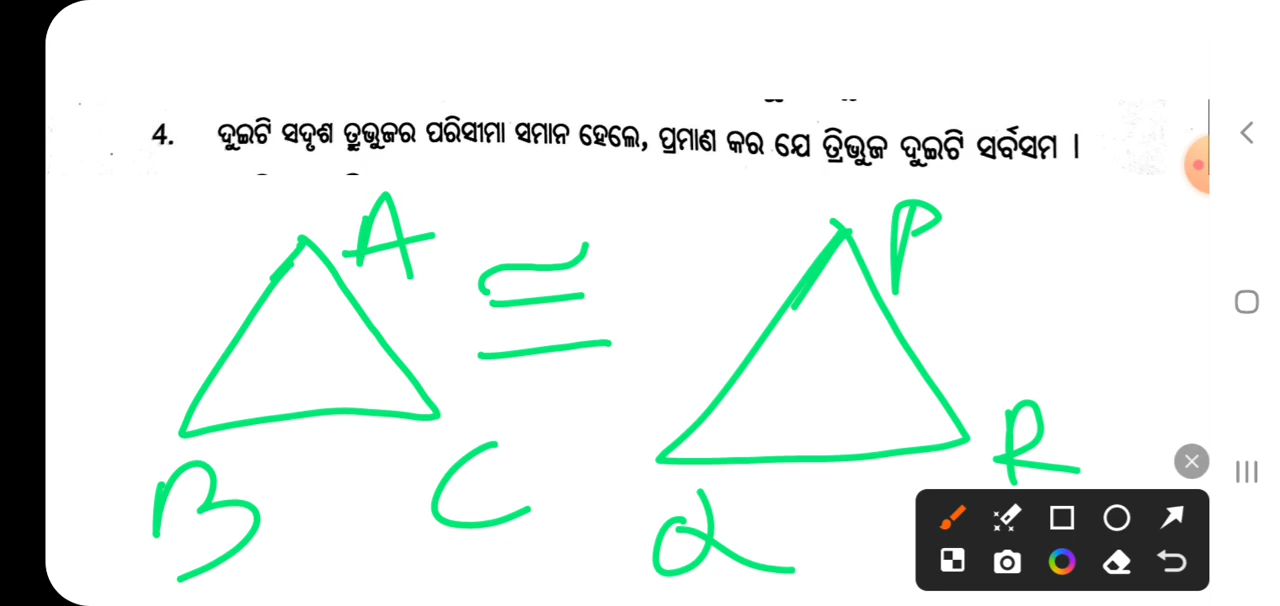 4. ଦୁଇଟି ସଦୃଶ ତ୍ରୁଭୁଜର ପରିସୀମା ସମାନ ହେଲେ, ପ୍ରମାଣ କର ଯେ ତ୍ରିଭୁଜ ଦୁଇଟି ସର୍ବସମ ।
A ≅ P
B C Q R